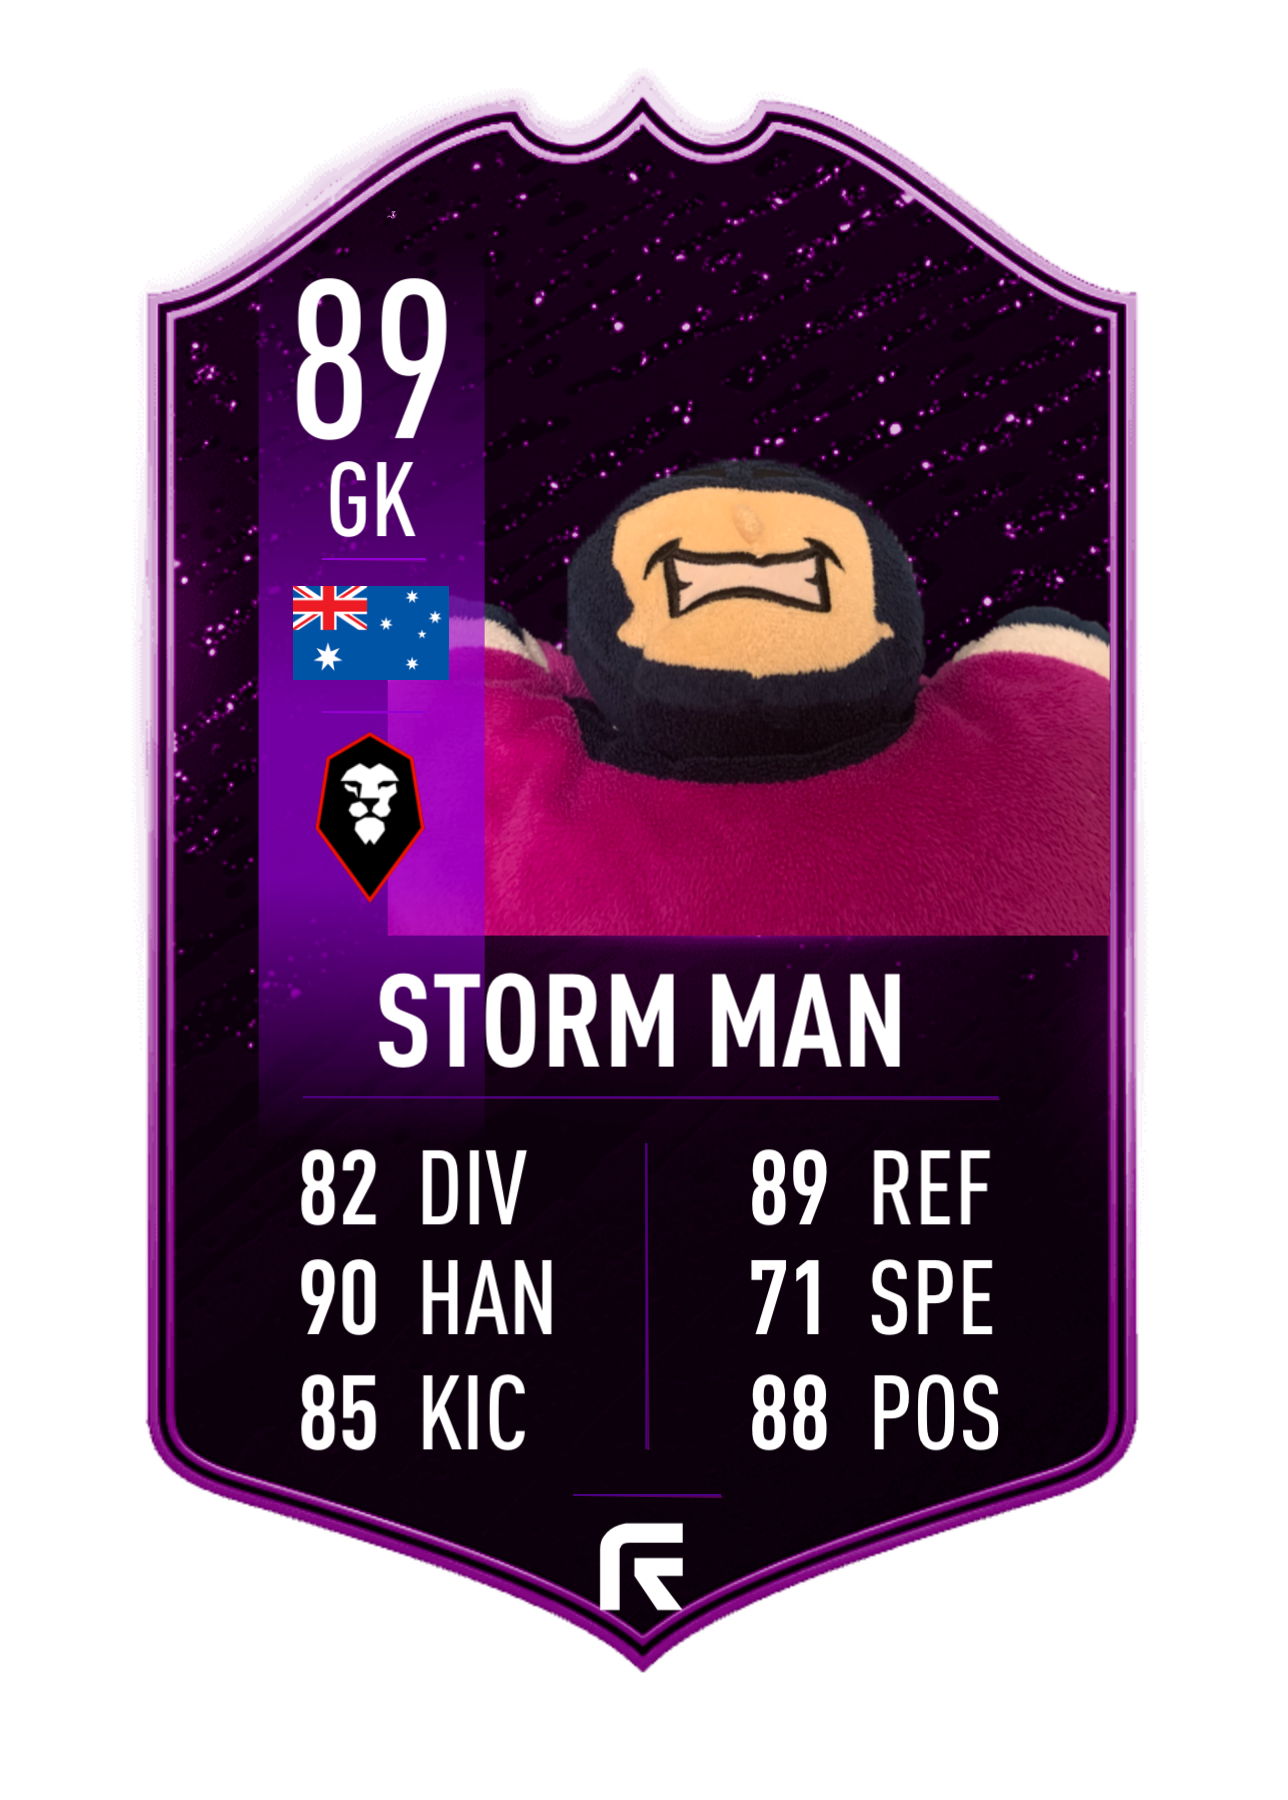 89
GK
STORM MAN
82 DIV 89 REF
90 HAN 71 SPE
85 KIC 88 POS